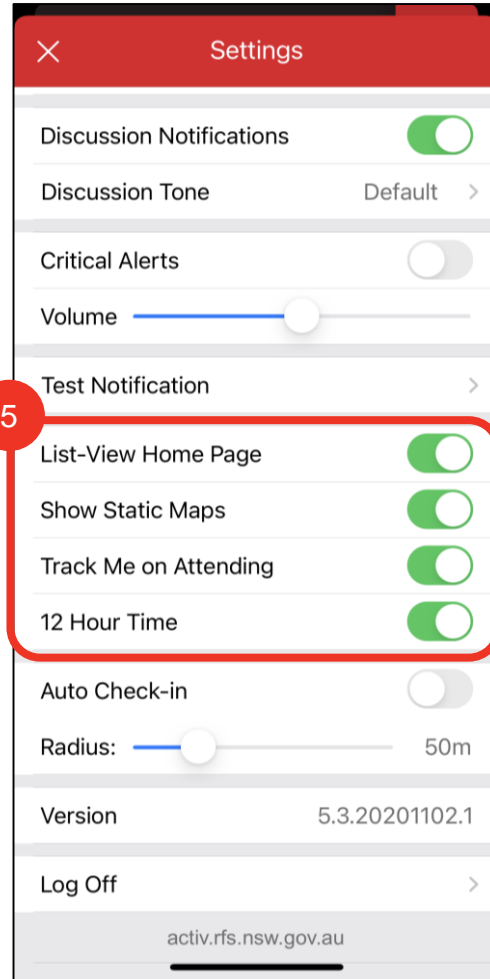 Settings
Discussion Notifications
Discussion Tone Default
Critical Alerts
Volume
Test Notification
5
List-View Home Page
Show Static Maps
Track Me on Attending
12 Hour Time
Auto Check-in
Radius: 50m
Version 5.3.20201102.1
Log Off
activ.rfs.nsw.gov.au